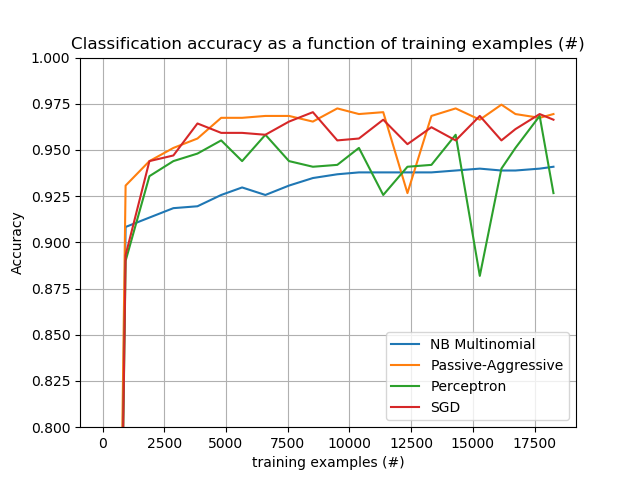 Classification accuracy as a function of training examples (#)
1.000
0.975
0.950
0.925
0.900
0.875
0.850
0.825
0.800
Accuracy
NB Multinomial
Passive-Aggressive
Perceptron
SGD
0 2500 5000 7500 10000 12500 15000 17500
training examples (#)